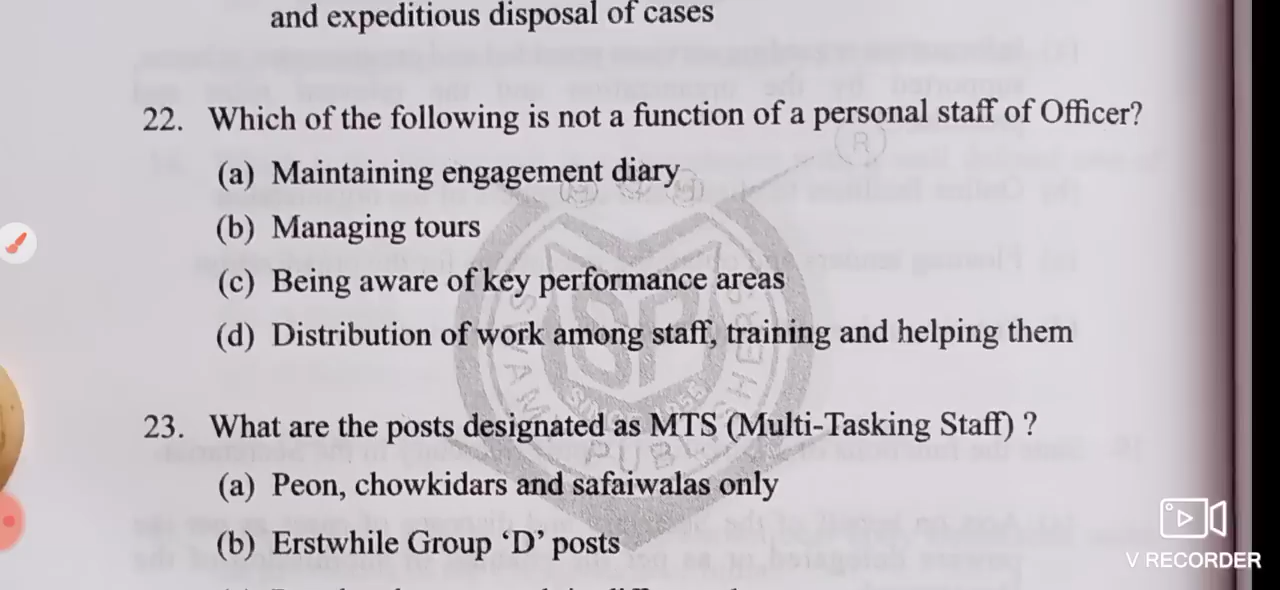 and expeditious disposal of cases
22. Which of the following is not a function of a personal staff of Officer?
(a) Maintaining engagement diary
(b) Managing tours
(c) Being aware of key performance areas
(d) Distribution of work among staff, training and helping them
23. What are the posts designated as MTS (Multi-Tasking Staff) ?
(a) Peon, chowkidars and safaiwalas only
(b) Erstwhile Group ‘D’ posts
V RECORDER